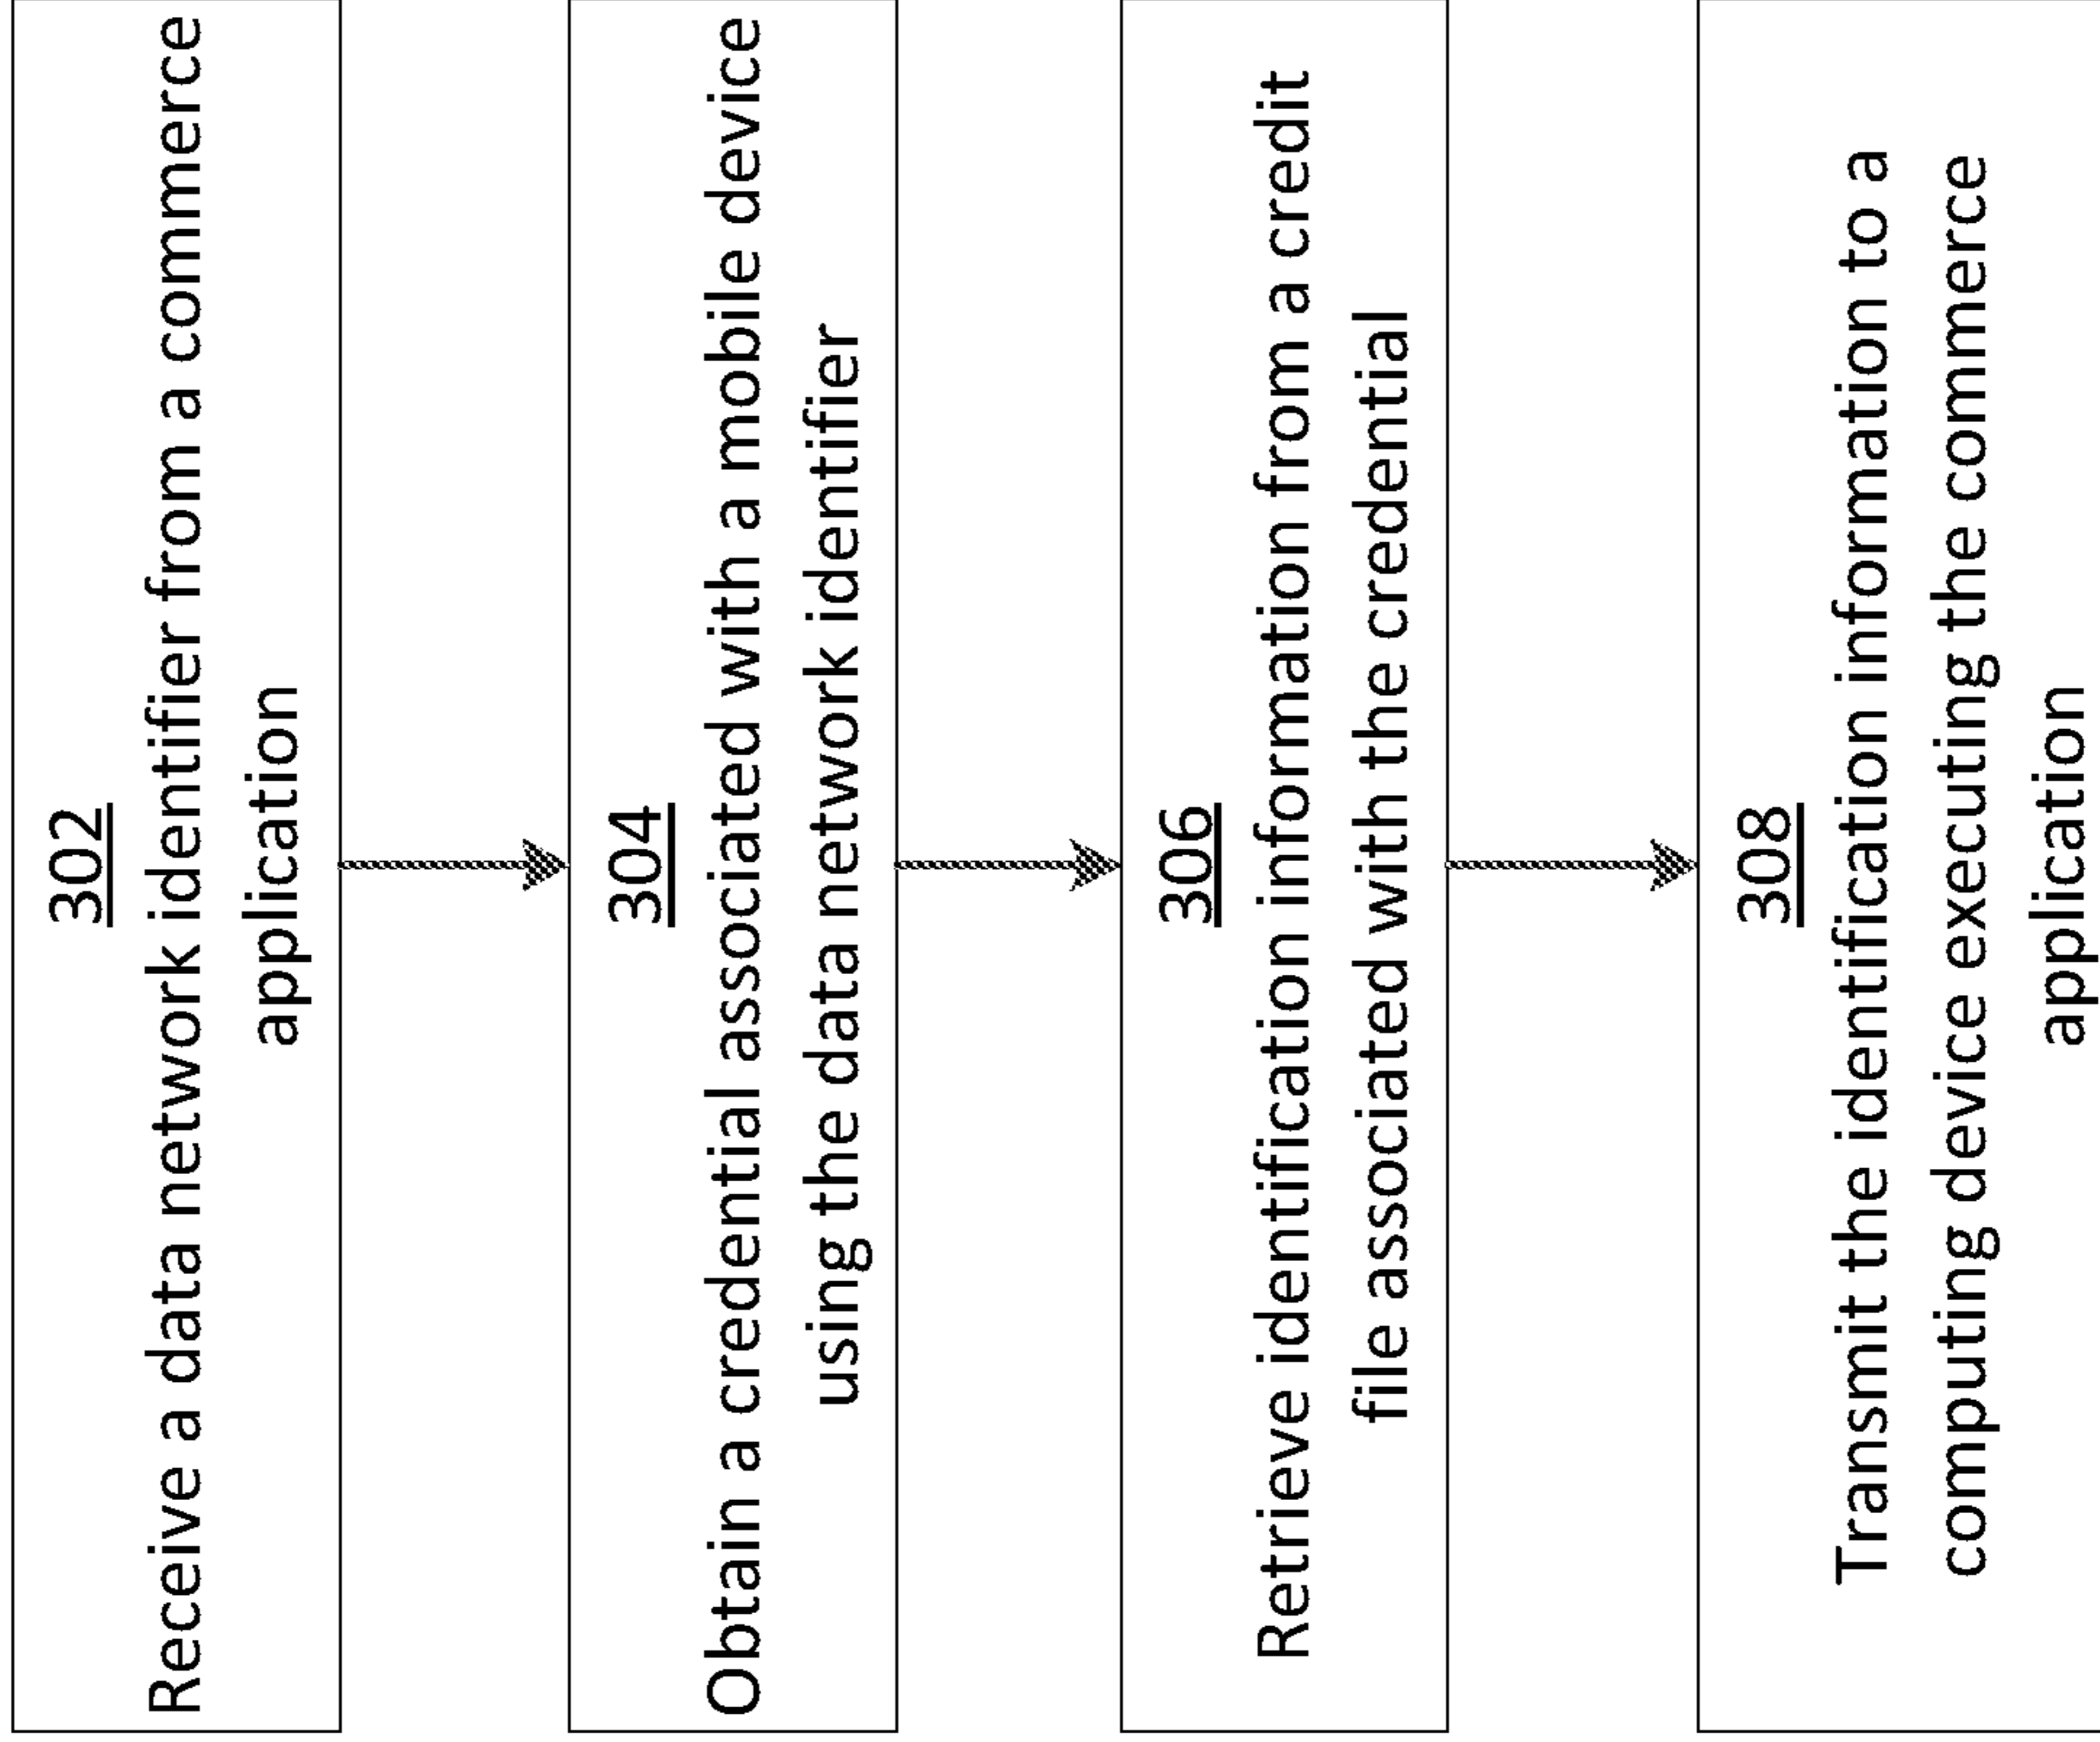 302
Receive a data network identifier from a commerce
application
304
Obtain a credential associated with a mobile device
using the data network identifier
306
Retrieve identification information from a credit
file associated with the credential
308
Transmit the identification information to a
computing device executing the commerce
application